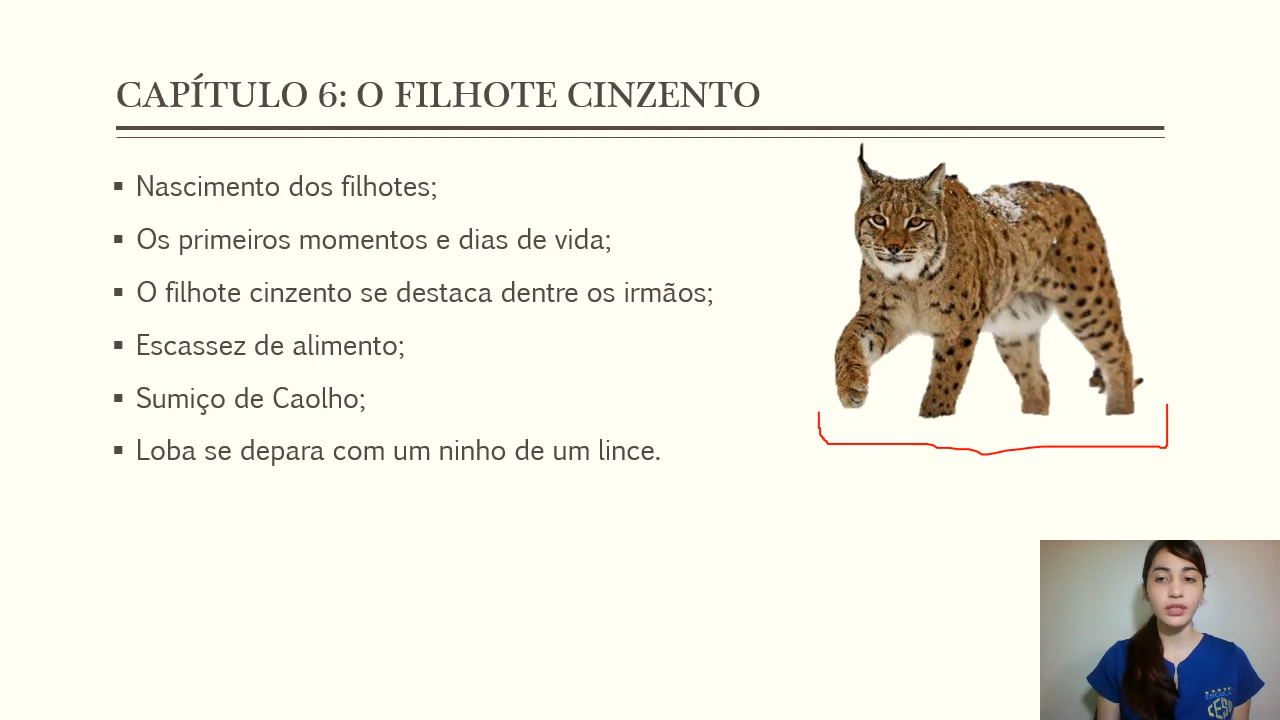 CAPÍTULO 6: O FILHOTE CINZENTO
▪ Nascimento dos filhotes;
▪ Os primeiros momentos e dias de vida;
▪ O filhote cinzento se destaca dentre os irmãos;
▪ Escassez de alimento;
▪ Sumiço de Caolho;
▪ Loba se depara com um ninho de um lince.
ESCOLA